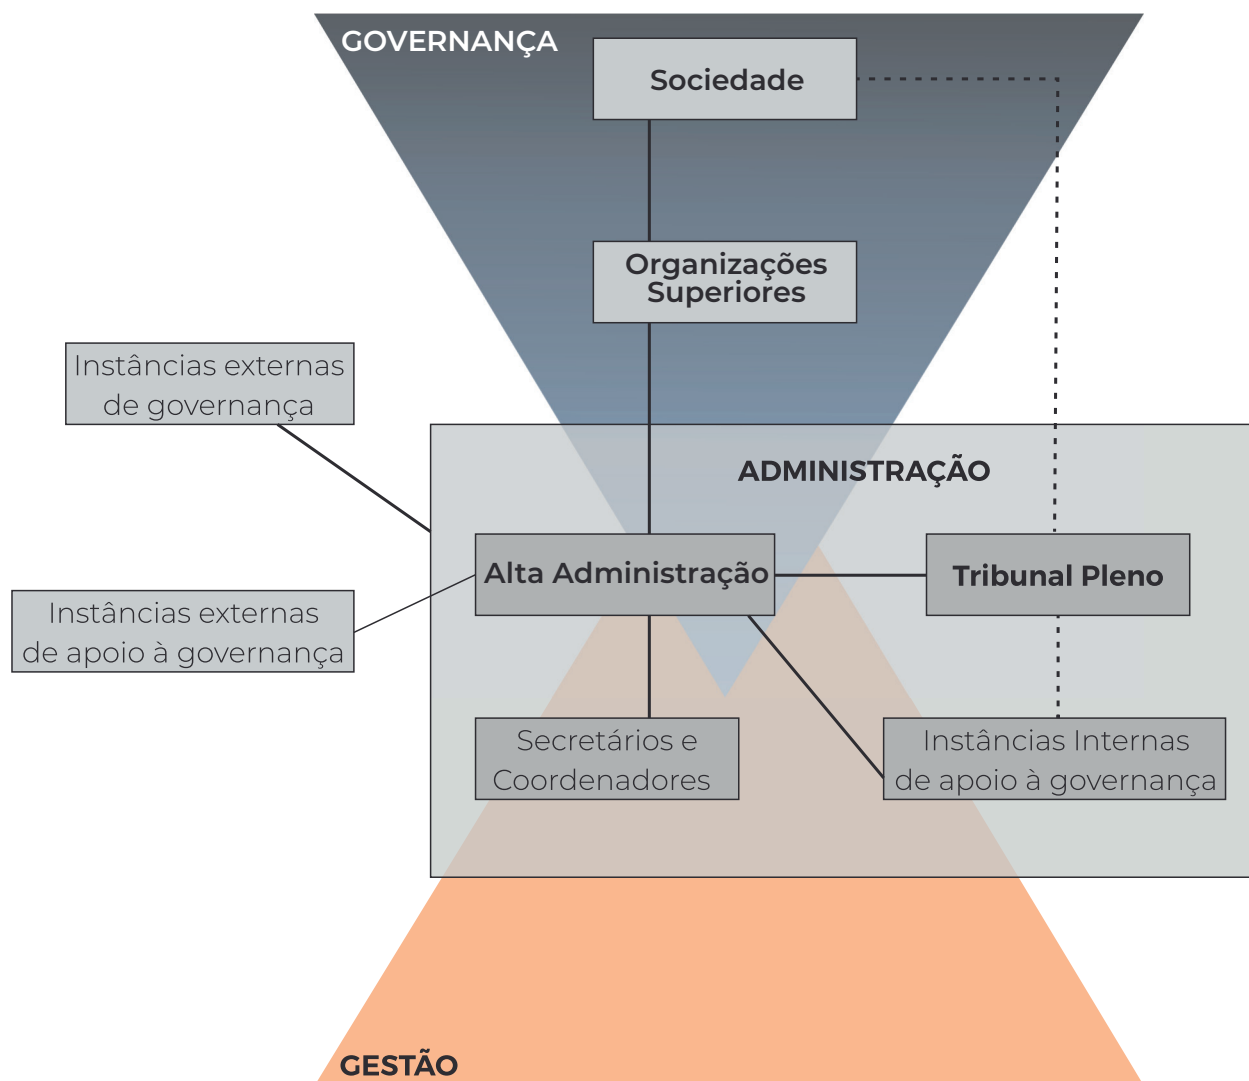 GOVERNANÇA
Sociedade
Organizações
Superiores
Instâncias externas
de governança
ADMINISTRAÇÃO
Alta Administração
Tribunal Pleno
Instâncias externas
de apoio à governança
Secretários e
Coordenadores
Instâncias Internas
de apoio à governança
GESTÃO